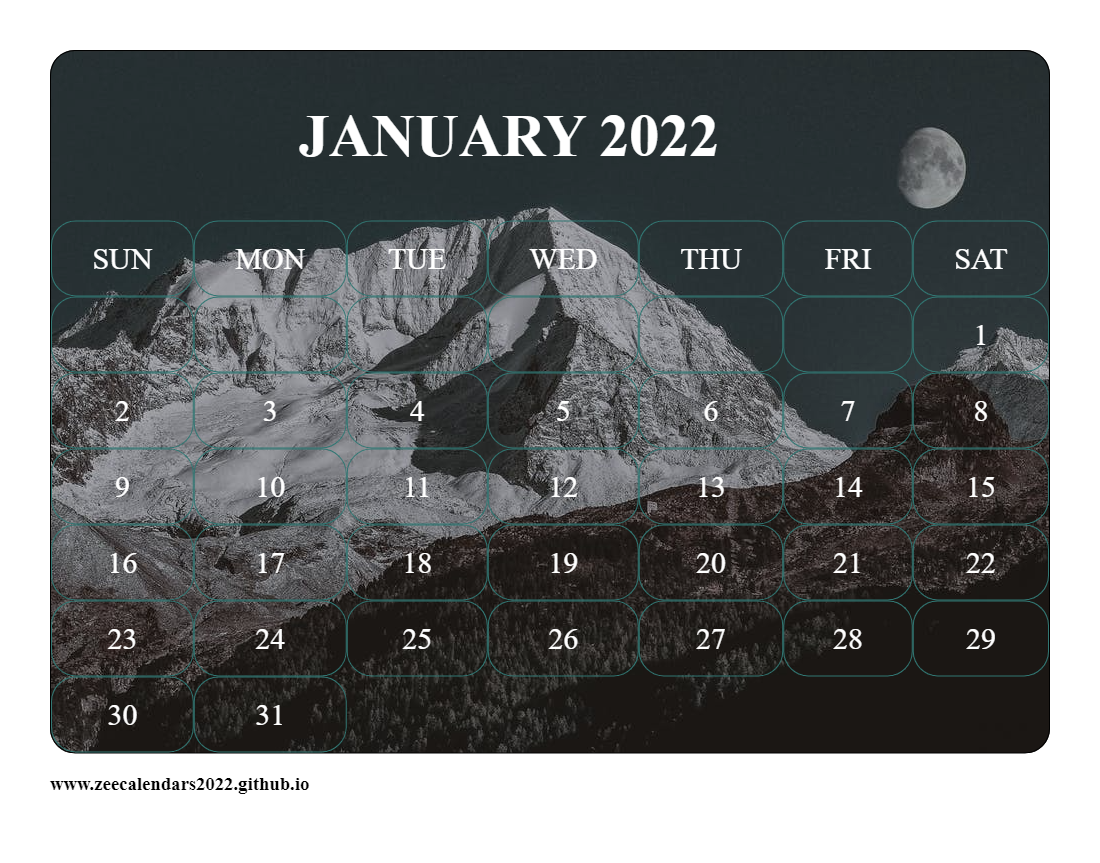 JANUARY 2022
SUN MON TUE WED THU FRI SAT
1
2 3 4 5 6 7 8
9 10 11 12 13 14 15
16 17 18 19 20 21 22
23 24 25 26 27 28 29
30 31
www.zeecalendars2022.github.io